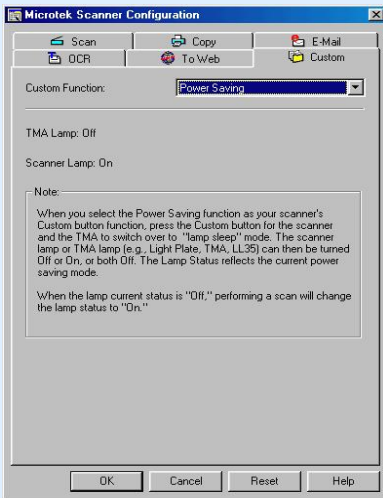 Microtek Scanner Configuration
Scan Copy E-Mail
OCR To Web Custom
Custom Function: Power Saving
TMA Lamp: Off
Scanner Lamp: On
Note:
When you select the Power Saving function as your scanner's
Custom button function, press the Custom button for the scanner
and the TMA to switch over to "lamp sleep" mode. The scanner
lamp or TMA lamp (e.g., Light Plate, TMA, LL35) can then be turned
Off or On, or both Off. The Lamp Status reflects the current power
saving mode.
When the lamp current status is "Off," performing a scan will change
the lamp status to "On."
OK Cancel Reset Help